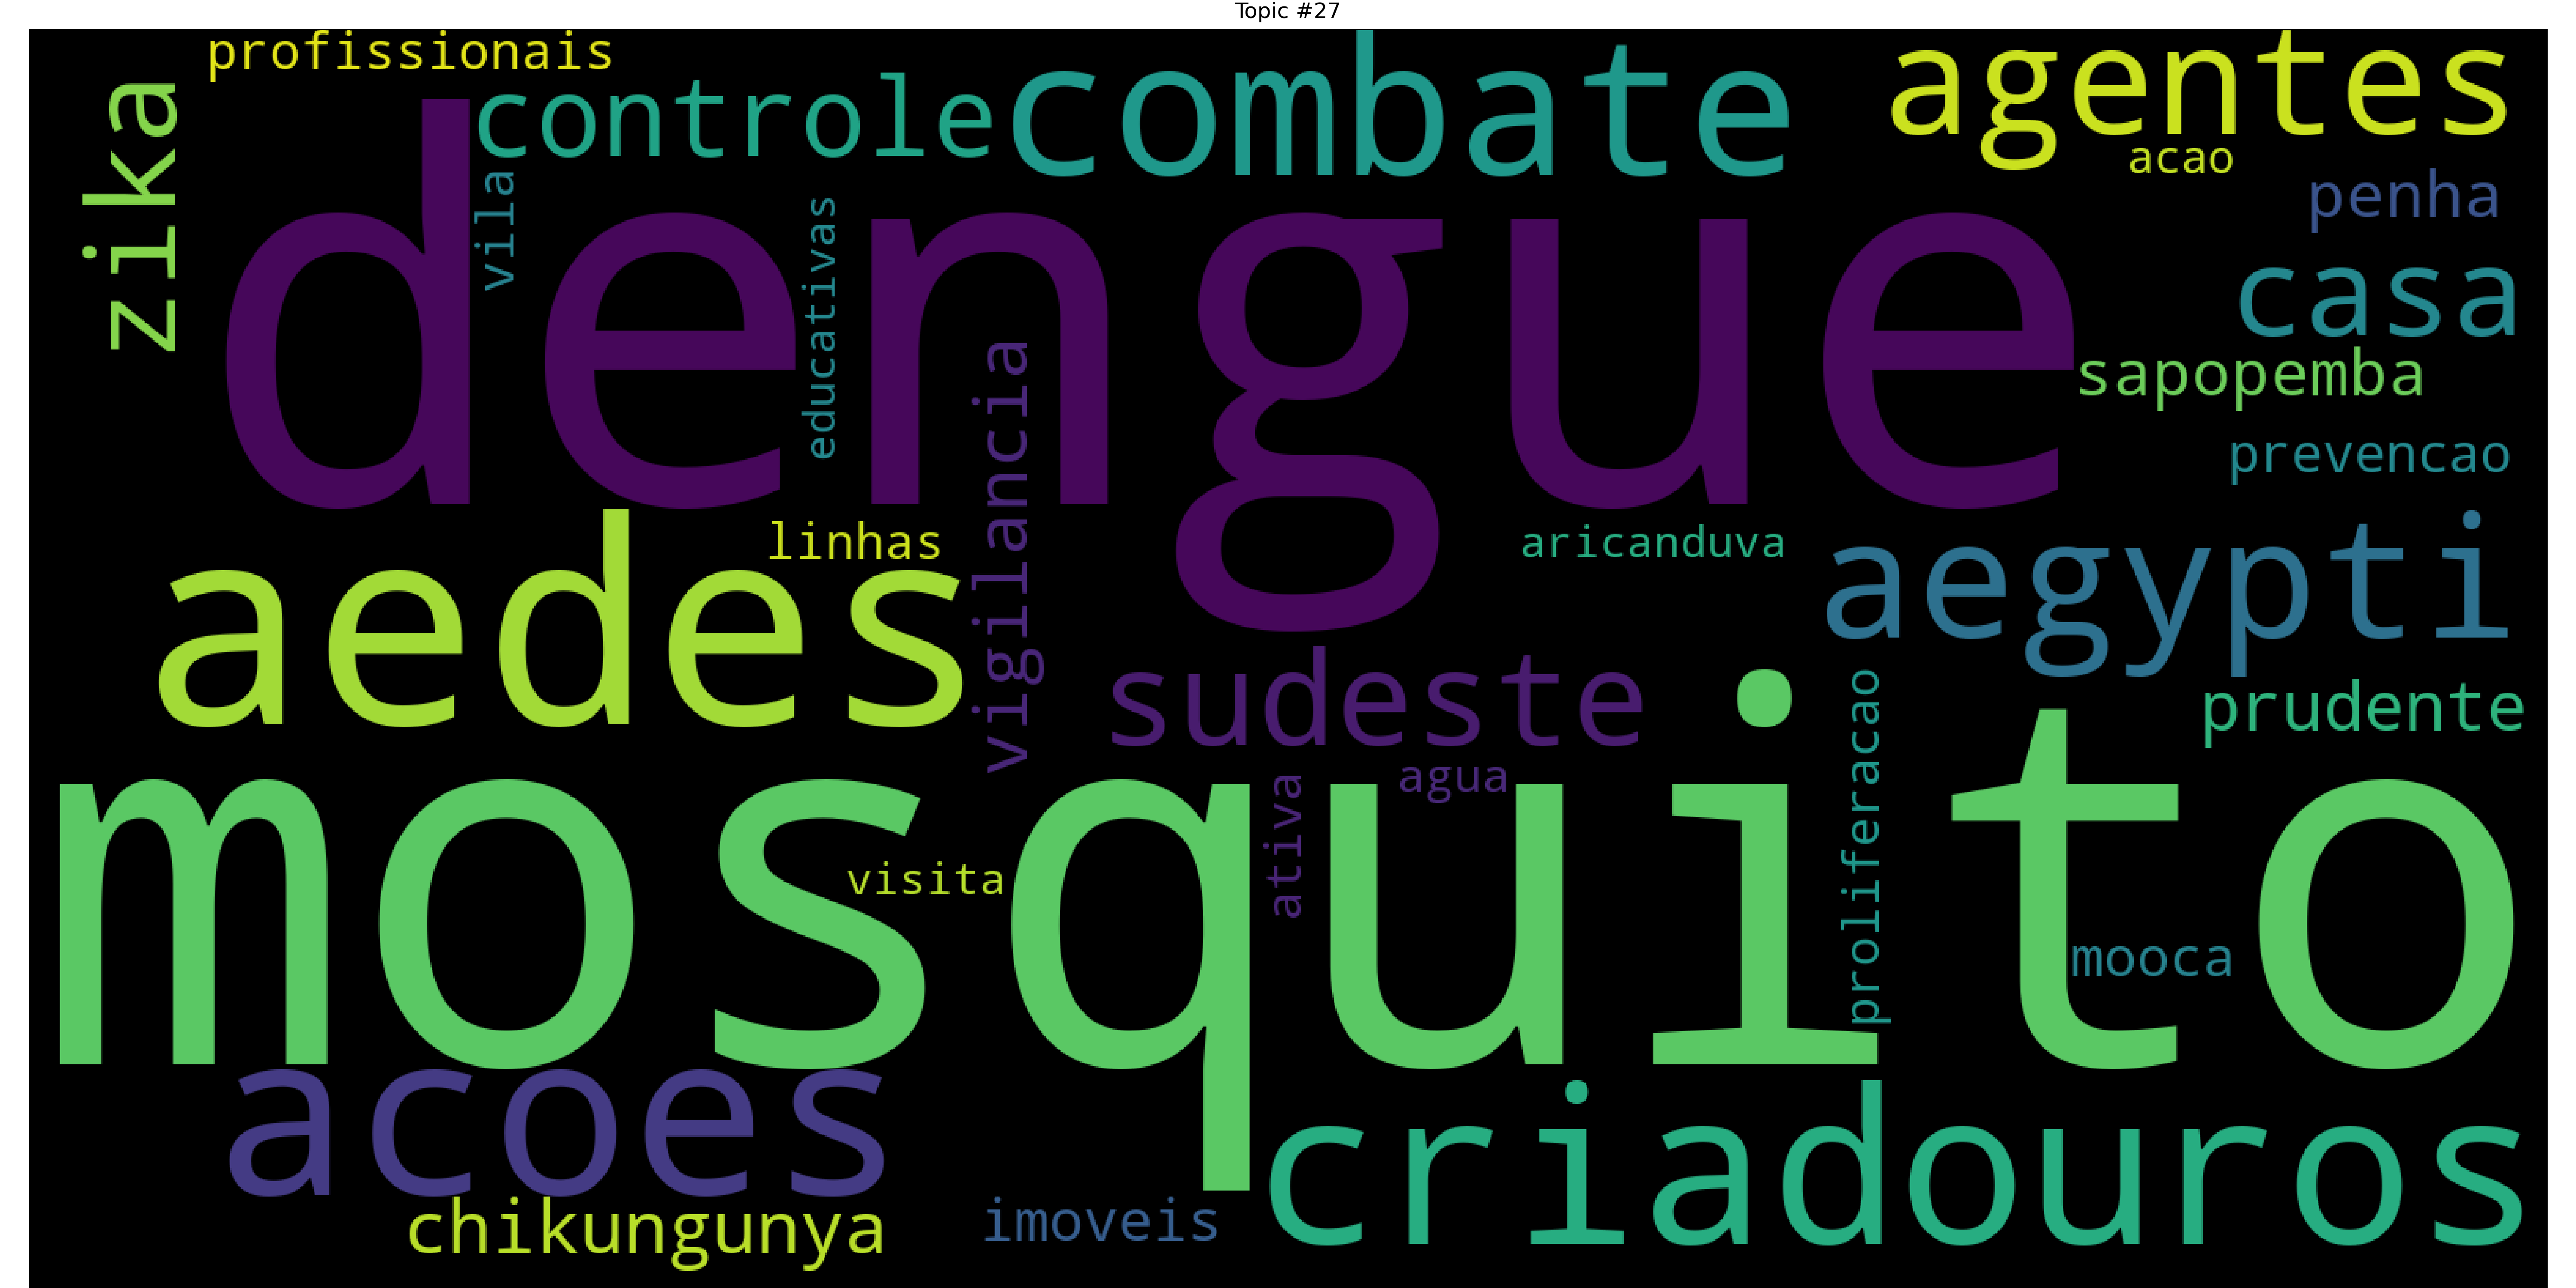 Topic #27
profissionais
zika
controle
combate
agentes
acao
penha
vila
dengue
educativas
casa
sapopemba
vigilancia
prevencao
linhas
aricanduva
aedes
aegypti
sudeste
proliferacao
prudente
agua
ativa
mosquito
visita
mooca
acoes
criadouros
chikungunya
imoveis